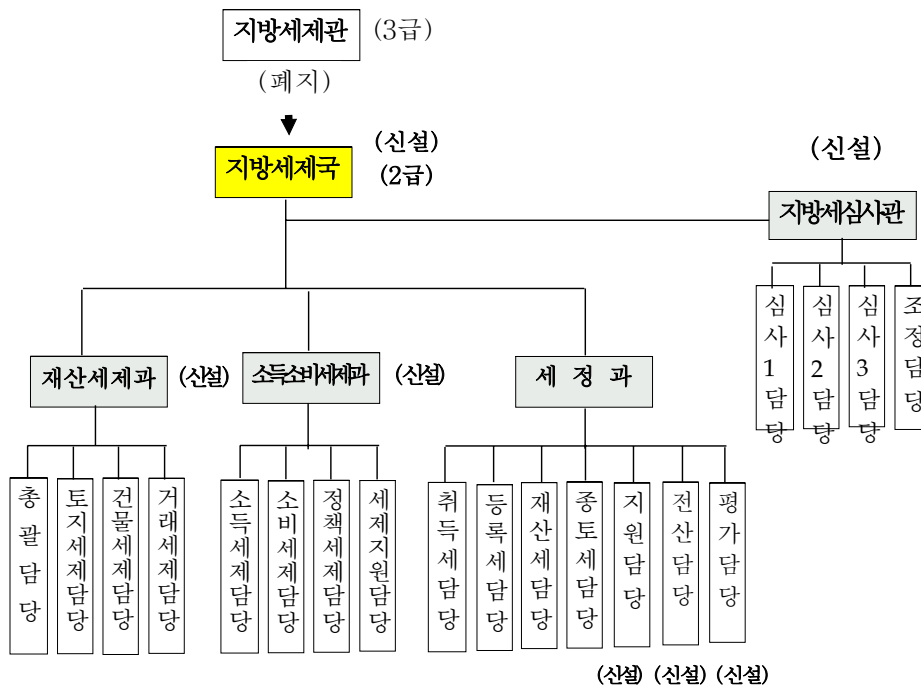 지방세제관 (3급)
(폐지)
지방세제국
(신설)
(2급)
(신설)
지방세심사관
심사1담당
심사2담당
심사3담당
조정담당
재산세제과 (신설)
소득소비세제과 (신설)
세 정 과
총괄담당
토지세제담당
건물세제담당
거래세제담당
소득세제담당
소비세제담당
정책세제담당
세제지원담당
취득세담당
등록세담당
재산세담당
종토세담당
지원담당
전산담당
평가담당
(신설) (신설) (신설)